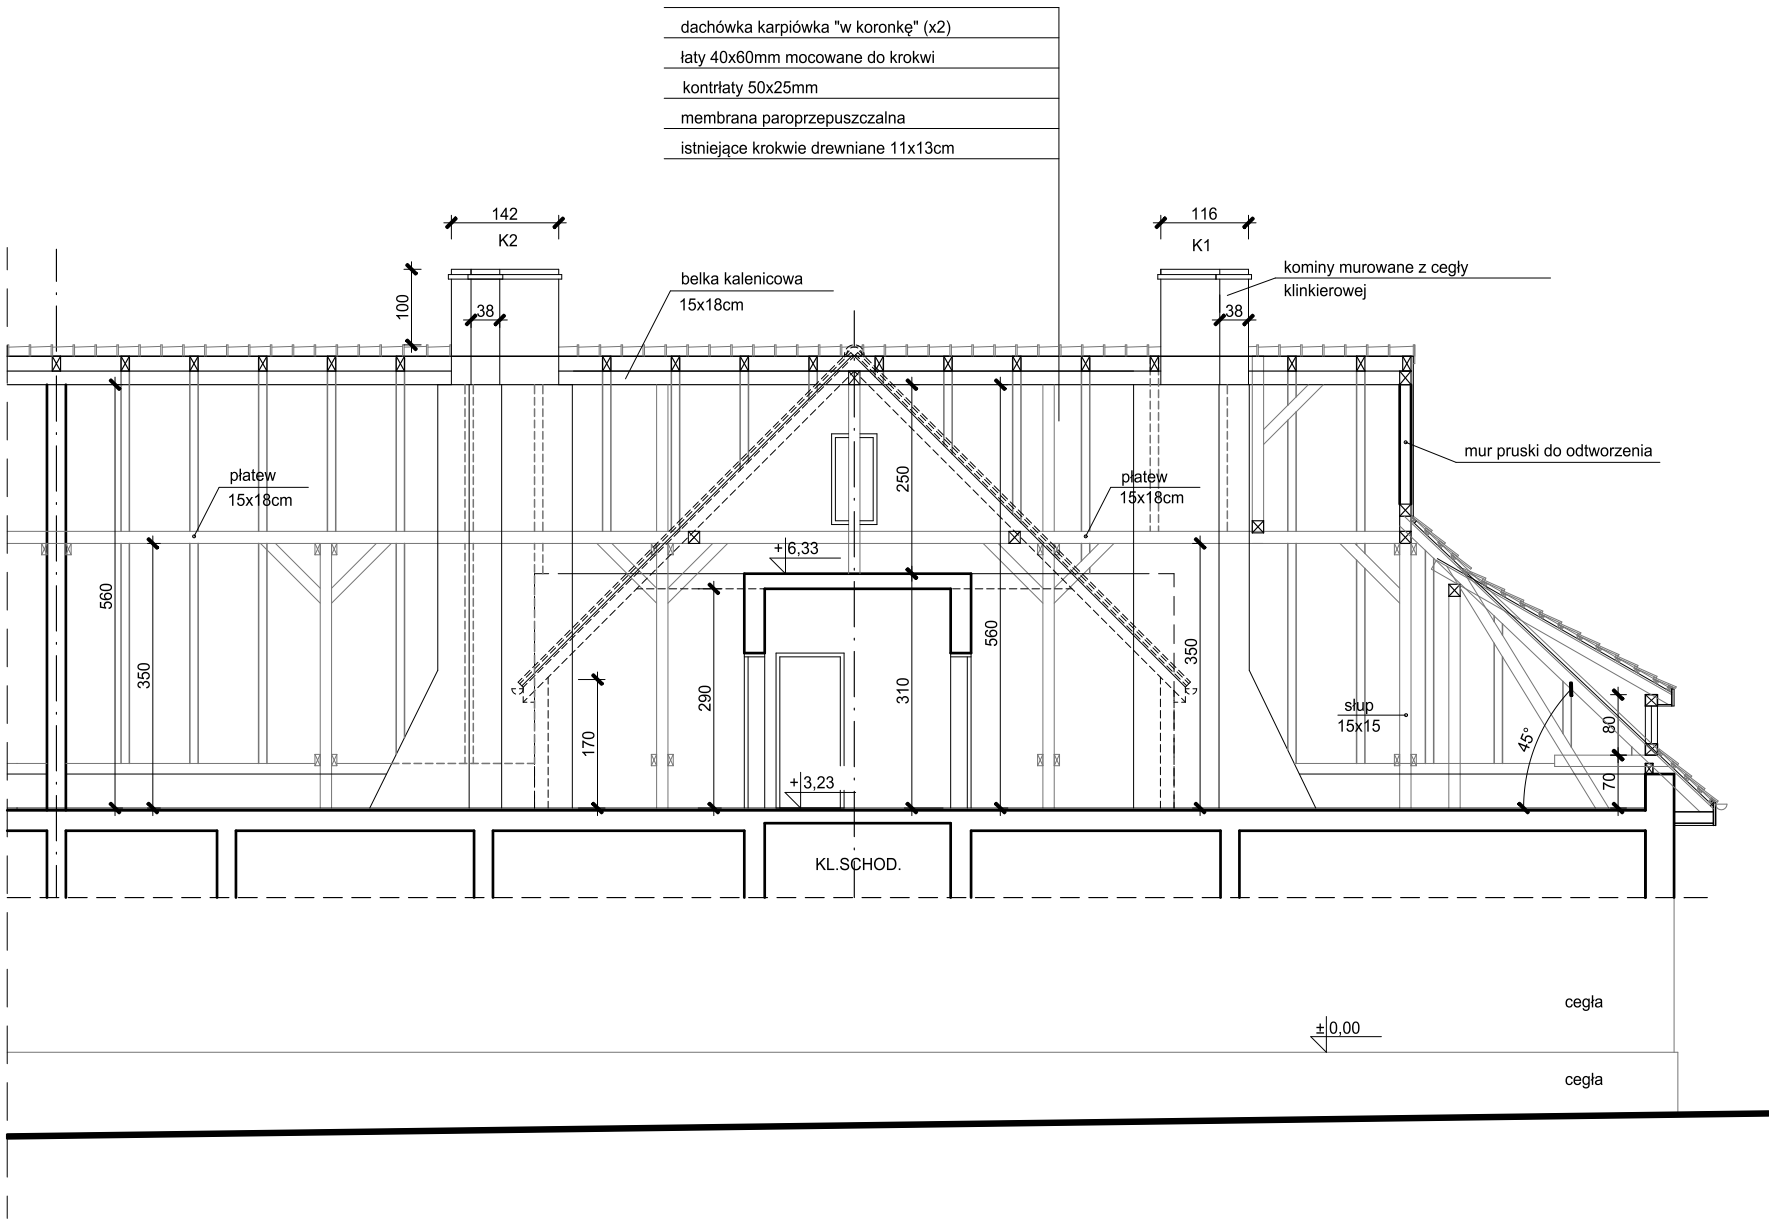 dachówka karpiówka "w koronkę" (x2)
łaty 40x60mm mocowane do krokwi
kontrłaty 50x25mm
membrana paroprzepuszczalna
istniejące krokwie drewniane 11x13cm
142
K2
116
K1
100
38
belka kalenicowa
15x18cm
kominy murowane z cegły
klinkierowej
38
mur pruski do odtworzenia
płatew
15x18cm
250
płatew
15x18cm
+6,33
560
350
170
290
310
560
350
słup
15x15
45°
80
70
+3,23
KL.SCHOD.
cegła
±0,00
cegła